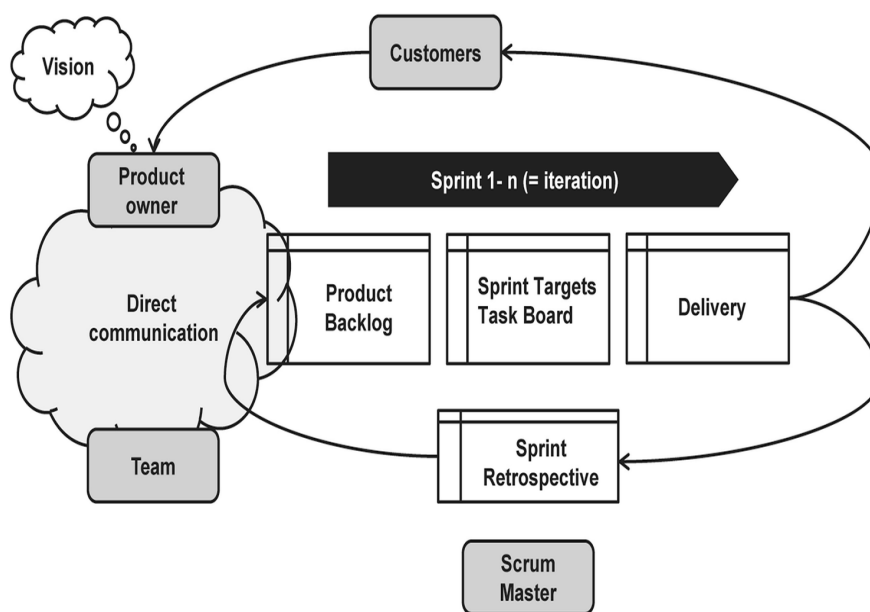 Vision
Customers
Product
owner
Sprint 1- n (= iteration)
Direct
communication
Product
Backlog
Sprint Targets
Task Board
Delivery
Team
Sprint
Retrospective
Scrum
Master